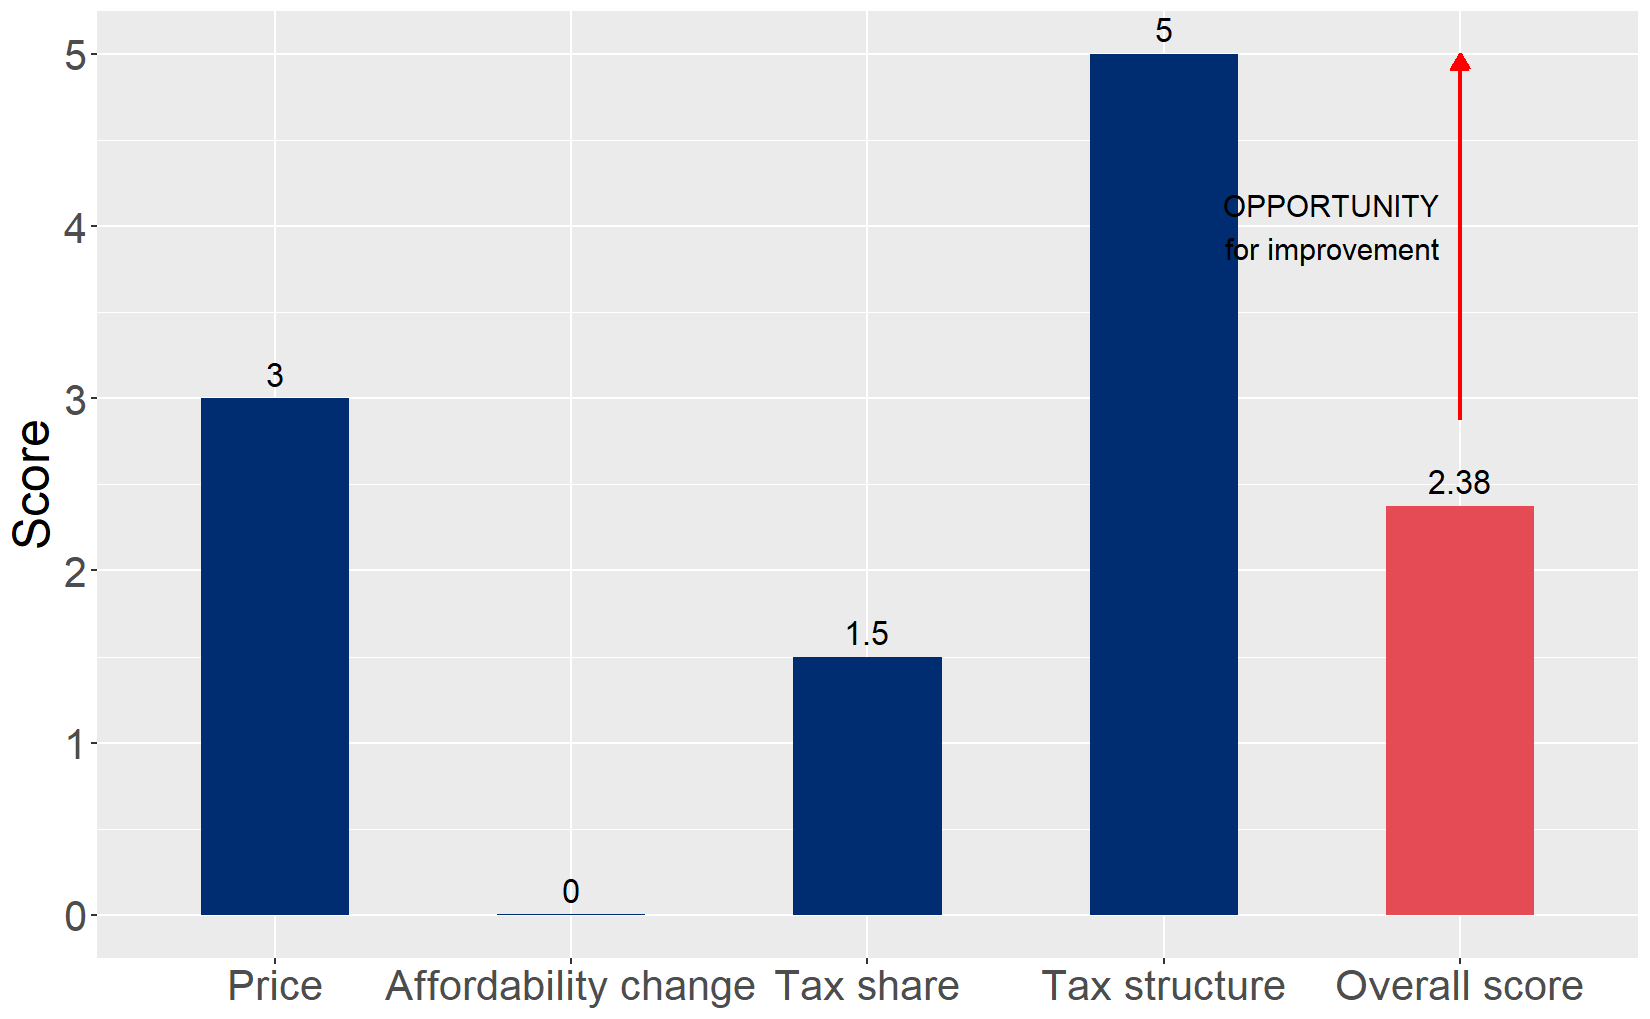 Score
5
4
3
2
1
0
3
0
1.5
5
2.38
OPPORTUNITY
for improvement
Price
Affordability change
Tax share
Tax structure
Overall score